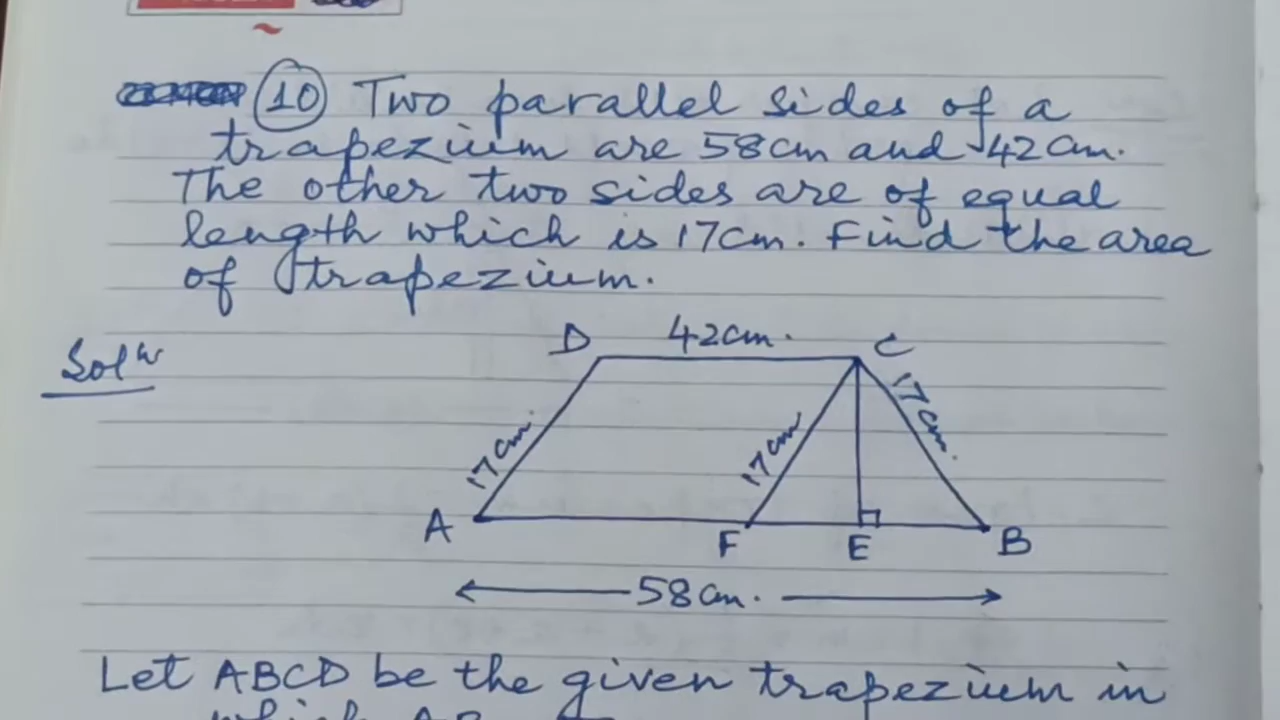 10 Two parallel sides of a
trapezium are 58cm and 42cm.
The other two sides are of equal
length which is 17cm. Find the area
of trapezium.
Solⁿ
D 42cm. C
17cm. 17cm 17cm.
A F E B
58cm.
Let ABCD be the given trapezium in
which AB